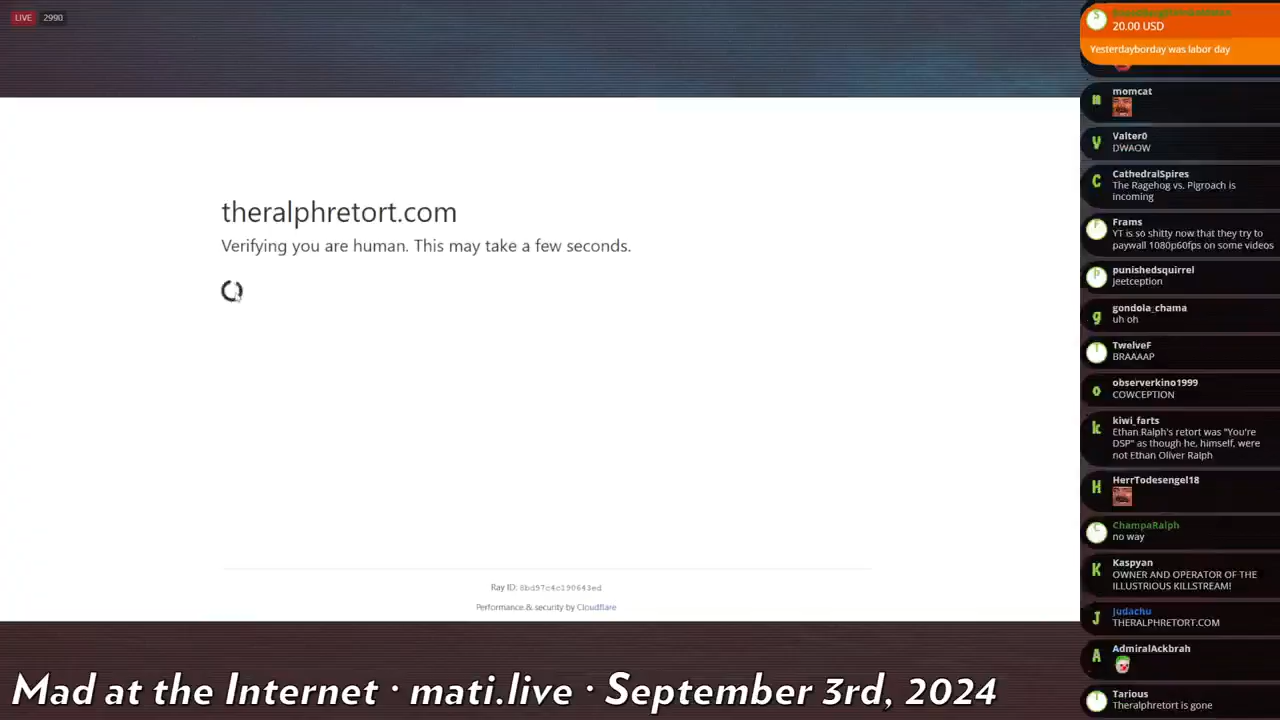 LIVE 2990
theralphretort.com
Verifying you are human. This may take a few seconds.
Ray ID:
Performance & security by Cloudflare
Mad at the Internet · mati.live · September 3rd, 2024
S
20.00 USD
Yesterdayborday was labor day
m
momcat
V
Valter0
DWAOW
C
CathedralSpires
The Ragehog vs. Pigroach is
incoming
F
Frams
YT is so shitty now that they try to
paywall 1080p60fps on some videos
p
punishedsquirrel
jeetception
g
gondola_chama
uh oh
T
TwelveF
BRAAAAP
o
observerkino1999
COWCEPTION
k
kiwi_farts
Ethan Ralph's retort was "You're
DSP" as though he, himself, were
not Ethan Oliver Ralph
H
HerrTodesengel18
C
ChampaRalph
no way
K
Kaspyan
OWNER AND OPERATOR OF THE
ILLUSTRIOUS KILLSTREAM!
J
Judachu
THERALPHRETORT.COM
A
AdmiralAckbrah
T
Tarious
Theralphretort is gone